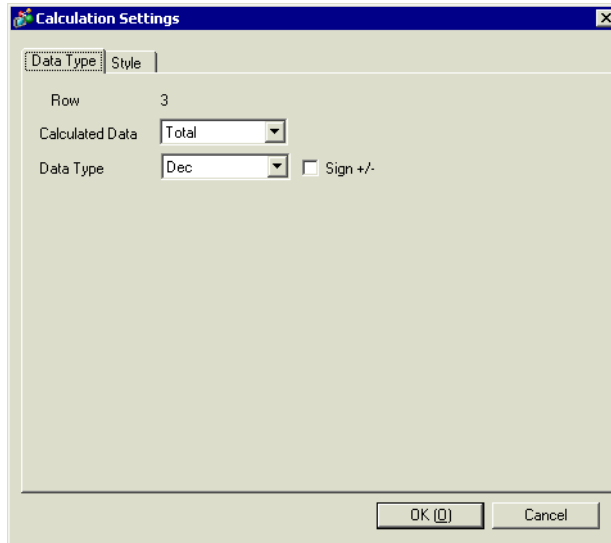 Calculation Settings
Data Type Style
Row 3
Calculated Data Total
Data Type Dec Sign +/-
OK (O) Cancel